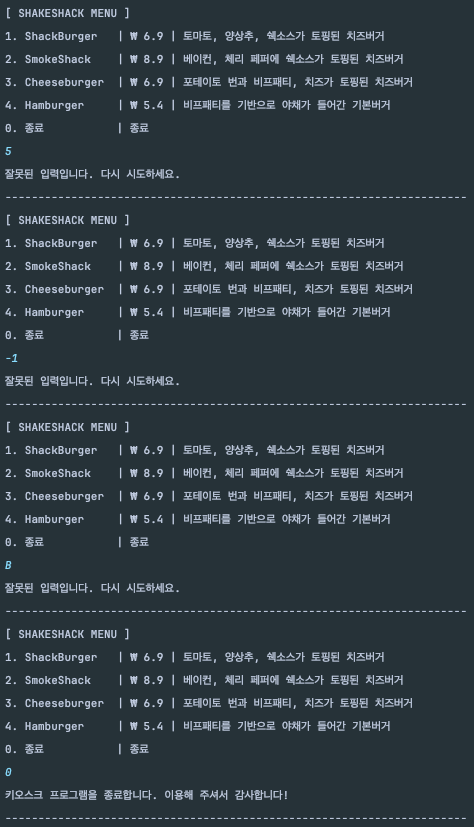 [ SHAKESHACK MENU ]
1. ShackBurger | ₩ 6.9 | 토마토, 양상추, 쉑소스가 토핑된 치즈버거
2. SmokeShack | ₩ 8.9 | 베이컨, 체리 페퍼에 쉑소스가 토핑된 치즈버거
3. Cheeseburger | ₩ 6.9 | 포테이토 번과 비프패티, 치즈가 토핑된 치즈버거
4. Hamburger | ₩ 5.4 | 비프패티를 기반으로 야채가 들어간 기본버거
0. 종료 | 종료
5
잘못된 입력입니다. 다시 시도하세요.
----------------------------------------------------------------------
[ SHAKESHACK MENU ]
1. ShackBurger | ₩ 6.9 | 토마토, 양상추, 쉑소스가 토핑된 치즈버거
2. SmokeShack | ₩ 8.9 | 베이컨, 체리 페퍼에 쉑소스가 토핑된 치즈버거
3. Cheeseburger | ₩ 6.9 | 포테이토 번과 비프패티, 치즈가 토핑된 치즈버거
4. Hamburger | ₩ 5.4 | 비프패티를 기반으로 야채가 들어간 기본버거
0. 종료 | 종료
-1
잘못된 입력입니다. 다시 시도하세요.
----------------------------------------------------------------------
[ SHAKESHACK MENU ]
1. ShackBurger | ₩ 6.9 | 토마토, 양상추, 쉑소스가 토핑된 치즈버거
2. SmokeShack | ₩ 8.9 | 베이컨, 체리 페퍼에 쉑소스가 토핑된 치즈버거
3. Cheeseburger | ₩ 6.9 | 포테이토 번과 비프패티, 치즈가 토핑된 치즈버거
4. Hamburger | ₩ 5.4 | 비프패티를 기반으로 야채가 들어간 기본버거
0. 종료 | 종료
B
잘못된 입력입니다. 다시 시도하세요.
----------------------------------------------------------------------
[ SHAKESHACK MENU ]
1. ShackBurger | ₩ 6.9 | 토마토, 양상추, 쉑소스가 토핑된 치즈버거
2. SmokeShack | ₩ 8.9 | 베이컨, 체리 페퍼에 쉑소스가 토핑된 치즈버거
3. Cheeseburger | ₩ 6.9 | 포테이토 번과 비프패티, 치즈가 토핑된 치즈버거
4. Hamburger | ₩ 5.4 | 비프패티를 기반으로 야채가 들어간 기본버거
0. 종료 | 종료
0
키오스크 프로그램을 종료합니다. 이용해 주셔서 감사합니다!
----------------------------------------------------------------------